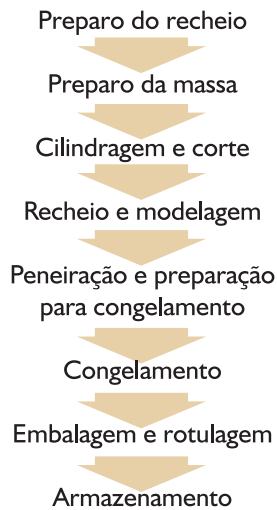 Preparo do recheio
Preparo da massa
Cilindragem e corte
Recheio e modelagem
Peneiração e preparação
para congelamento
Congelamento
Embalagem e rotulagem
Armazenamento